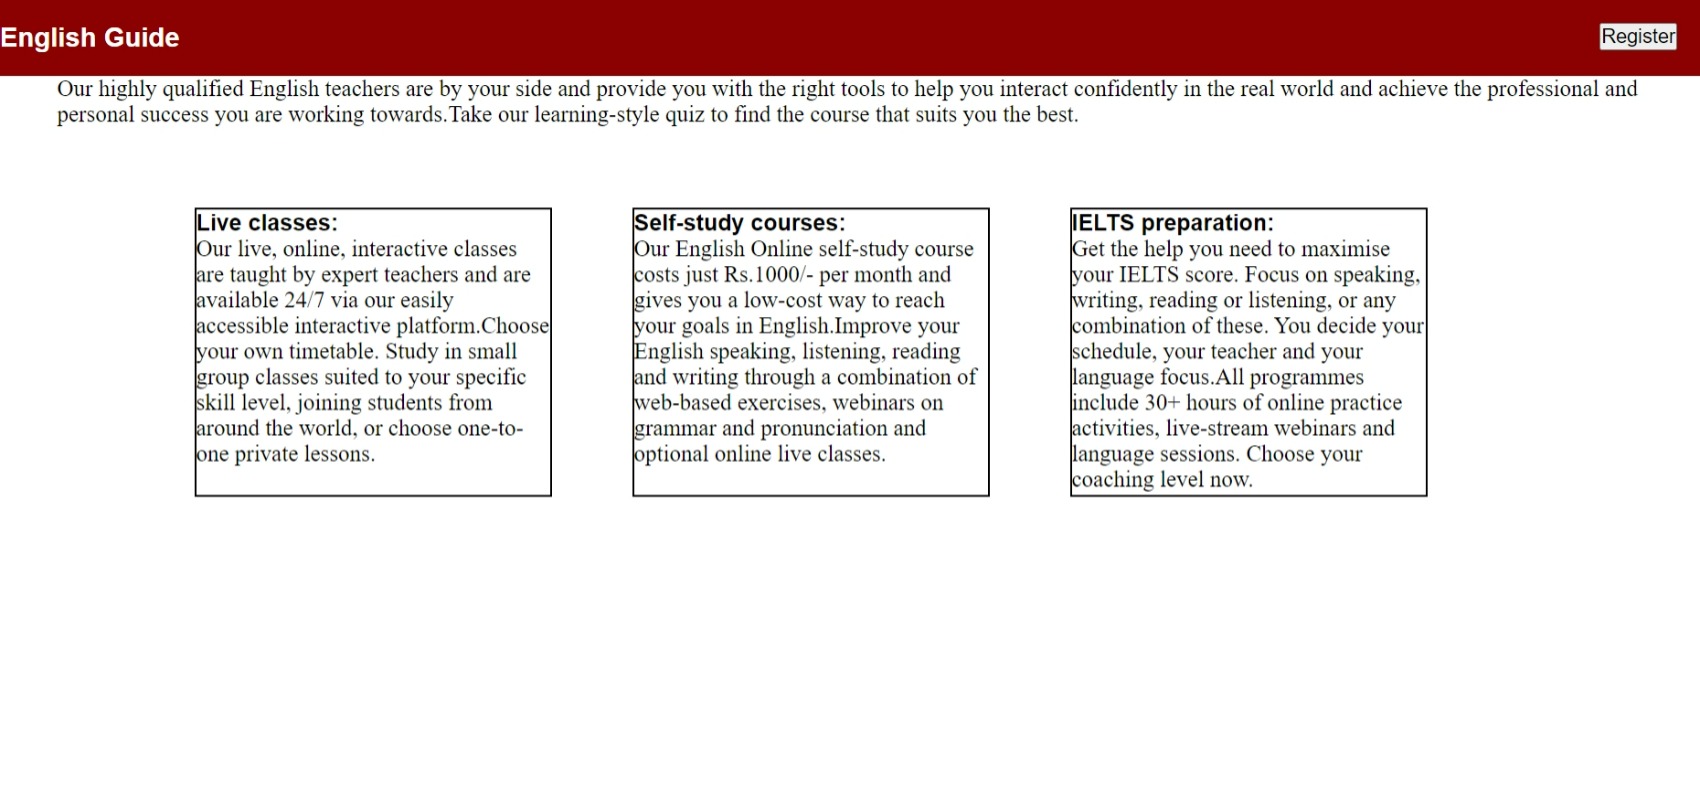 English Guide
Register
Our highly qualified English teachers are by your side and provide you with the right tools to help you interact confidently in the real world and achieve the professional and
personal success you are working towards.Take our learning-style quiz to find the course that suits you the best.
Live classes:
Our live, online, interactive classes
are taught by expert teachers and are
available 24/7 via our easily
accessible interactive platform.Choose
your own timetable. Study in small
group classes suited to your specific
skill level, joining students from
around the world, or choose one-to-
one private lessons.
Self-study courses:
Our English Online self-study course
costs just Rs.1000/- per month and
gives you a low-cost way to reach
your goals in English.Improve your
English speaking, listening, reading
and writing through a combination of
web-based exercises, webinars on
grammar and pronunciation and
optional online live classes.
IELTS preparation:
Get the help you need to maximise
your IELTS score. Focus on speaking,
writing, reading or listening, or any
combination of these. You decide your
schedule, your teacher and your
language focus.All programmes
include 30+ hours of online practice
activities, live-stream webinars and
language sessions. Choose your
coaching level now.